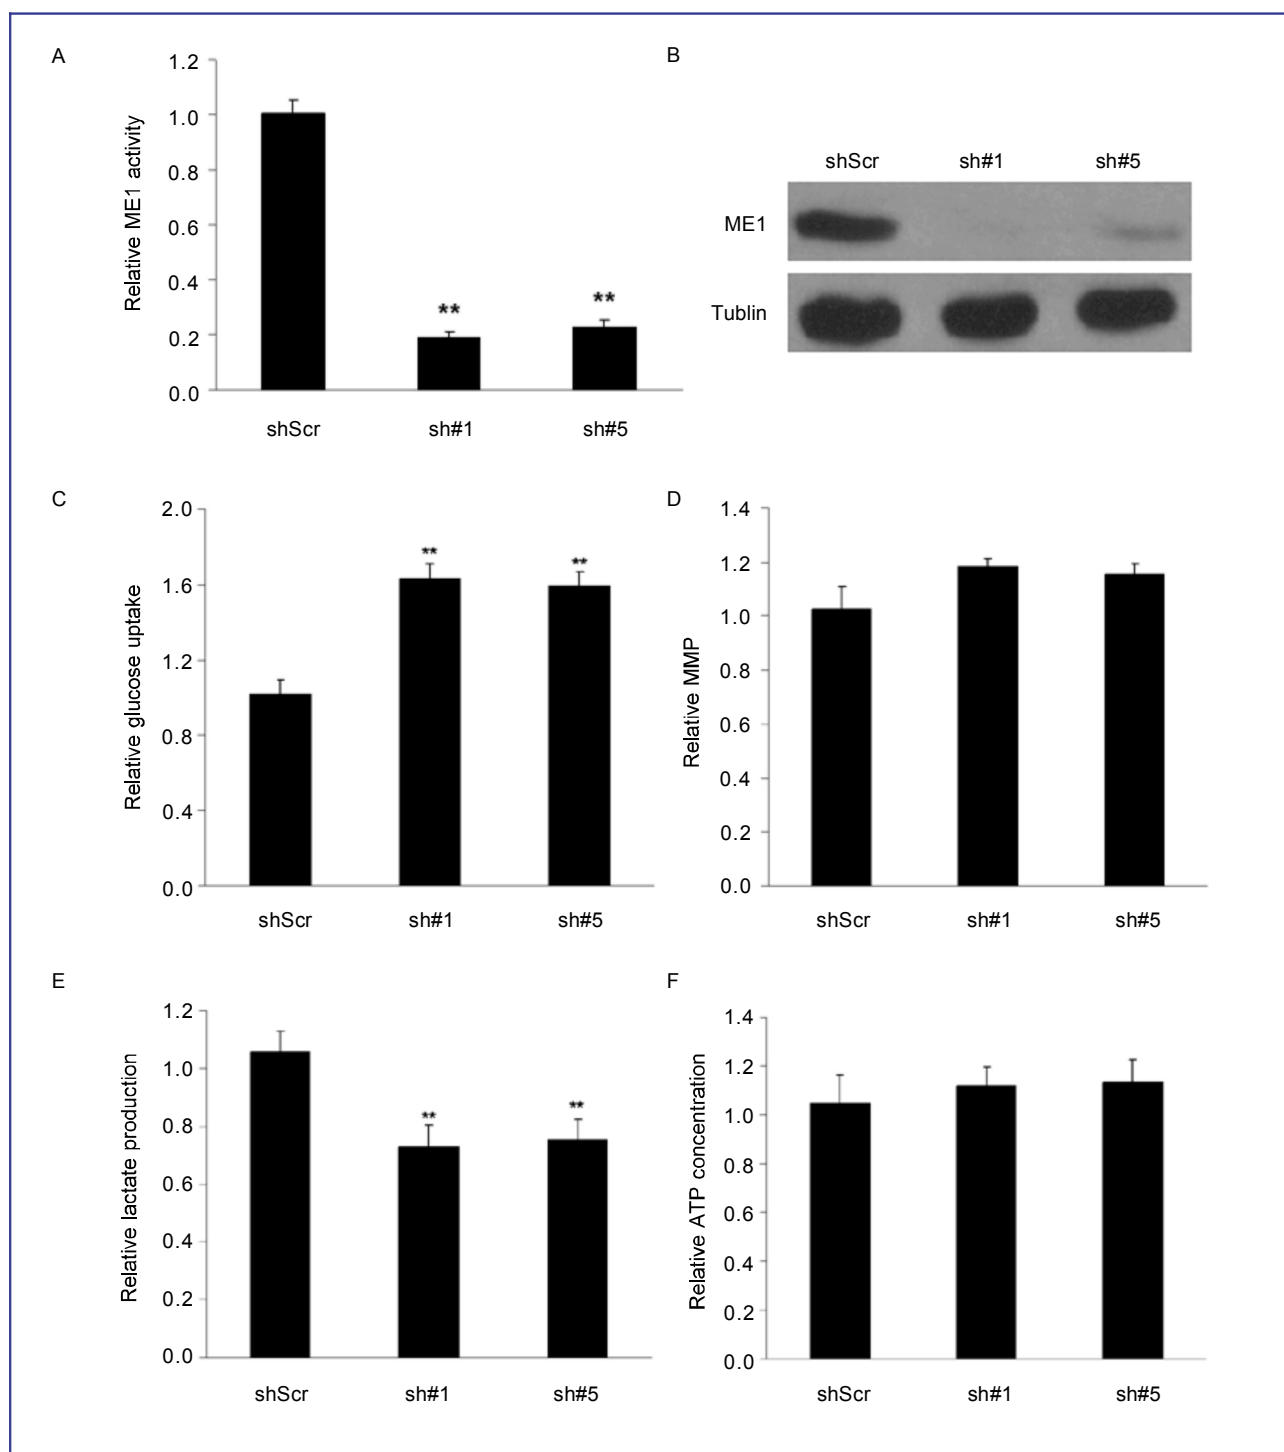 A
Relative ME1 activity
1.2
1.0
0.8
0.6
0.4
0.2
0.0
**
**
shScr sh#1 sh#5
B
shScr sh#1 sh#5
ME1
Tublin
C
Relative glucose uptake
2.0
1.6
1.2
0.8
0.4
0.0
**
**
shScr sh#1 sh#5
D
Relative MMP
1.4
1.2
1.0
0.8
0.6
0.4
0.2
0.0
shScr sh#1 sh#5
E
Relative lactate production
1.2
1.0
0.8
0.6
0.4
0.2
0.0
**
**
shScr sh#1 sh#5
F
Relative ATP concentration
1.4
1.2
1.0
0.8
0.6
0.4
0.2
0.0
shScr sh#1 sh#5